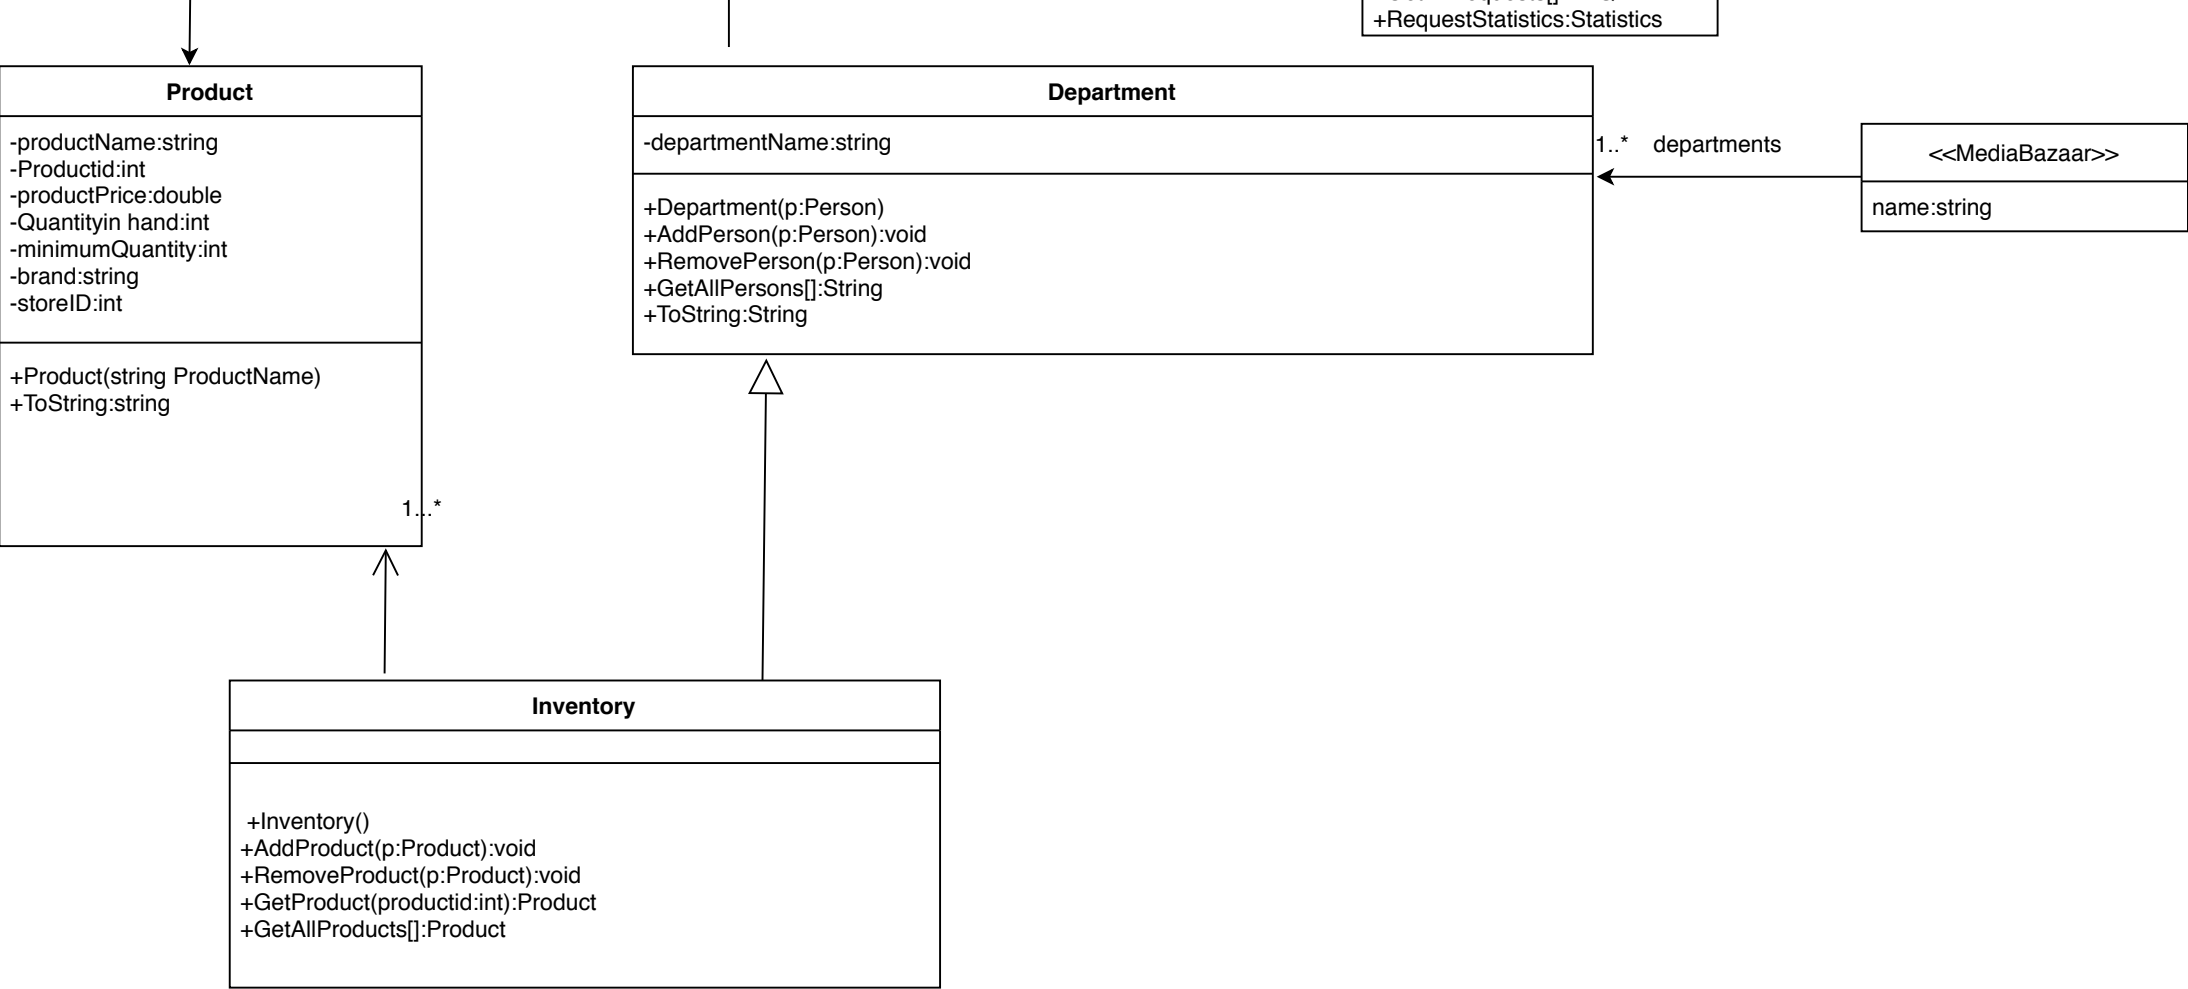 +RequestStatistics:Statistics
Product
-productName:string
-Productid:int
-productPrice:double
-Quantityin hand:int
-minimumQuantity:int
-brand:string
-storeID:int
+Product(string ProductName)
+ToString:string
1...*
Department
-departmentName:string
+Department(p:Person)
+AddPerson(p:Person):void
+RemovePerson(p:Person):void
+GetAllPersons[]:String
+ToString:String
1..* departments
<<MediaBazaar>>
name:string
Inventory
+Inventory()
+AddProduct(p:Product):void
+RemoveProduct(p:Product):void
+GetProduct(productid:int):Product
+GetAllProducts[]:Product